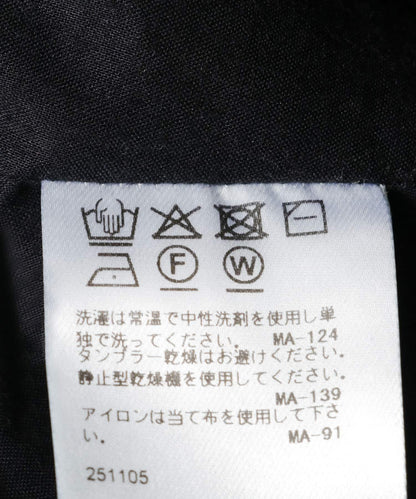 F W
洗濯は常温で中性洗剤を使用し単
独で洗ってください。 MA-124
タンブラー乾燥はお避けください。
静止型乾燥機を使用してください。
MA-139
アイロンは当て布を使用して下さ
い。 MA-91
251105